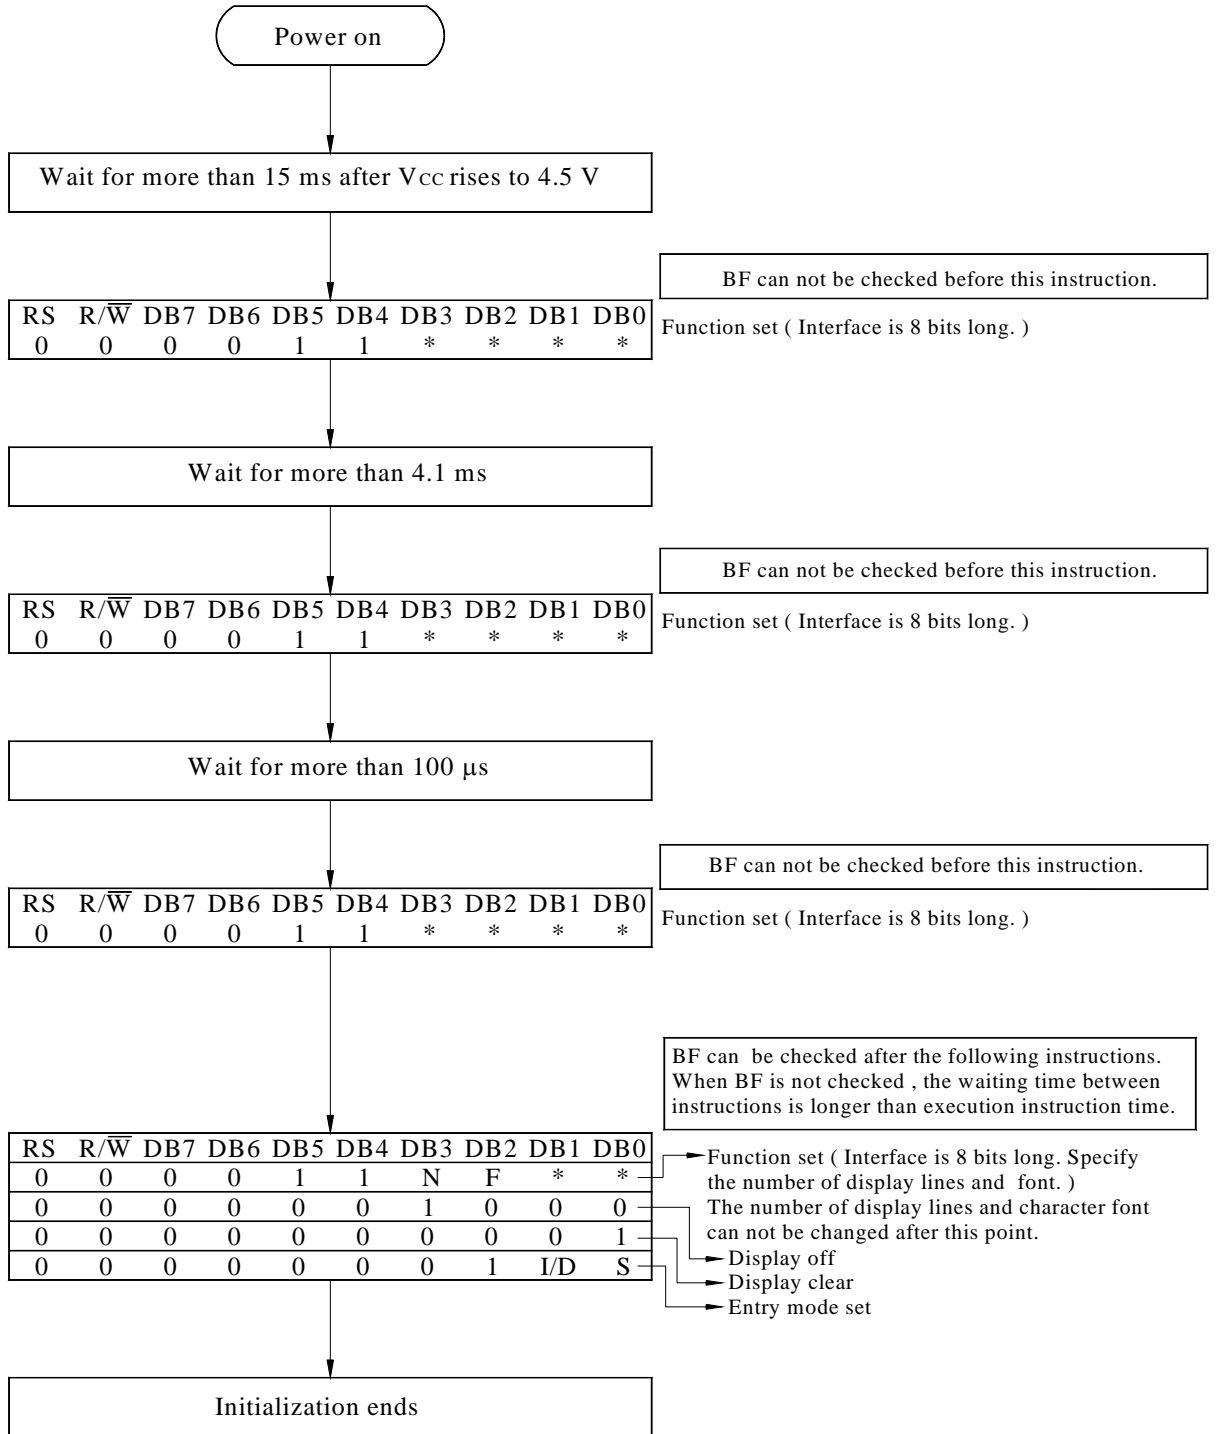 Power on
Wait for more than 15 ms after VCC rises to 4.5 V
BF can not be checked before this instruction.
RS R/W̅ DB7 DB6 DB5 DB4 DB3 DB2 DB1 DB0
0 0 0 0 1 1 * * * *
Function set ( Interface is 8 bits long. )
Wait for more than 4.1 ms
BF can not be checked before this instruction.
RS R/W̅ DB7 DB6 DB5 DB4 DB3 DB2 DB1 DB0
0 0 0 0 1 1 * * * *
Function set ( Interface is 8 bits long. )
Wait for more than 100 µs
BF can not be checked before this instruction.
RS R/W̅ DB7 DB6 DB5 DB4 DB3 DB2 DB1 DB0
0 0 0 0 1 1 * * * *
Function set ( Interface is 8 bits long. )
BF can be checked after the following instructions.
When BF is not checked , the waiting time between
instructions is longer than execution instruction time.
RS R/W̅ DB7 DB6 DB5 DB4 DB3 DB2 DB1 DB0
0 0 0 0 1 1 N F * *
0 0 0 0 0 0 1 0 0 0
0 0 0 0 0 0 0 0 0 1
0 0 0 0 0 0 0 1 I/D S
Function set ( Interface is 8 bits long. Specify
the number of display lines and font. )
The number of display lines and character font
can not be changed after this point.
Display off
Display clear
Entry mode set
Initialization ends